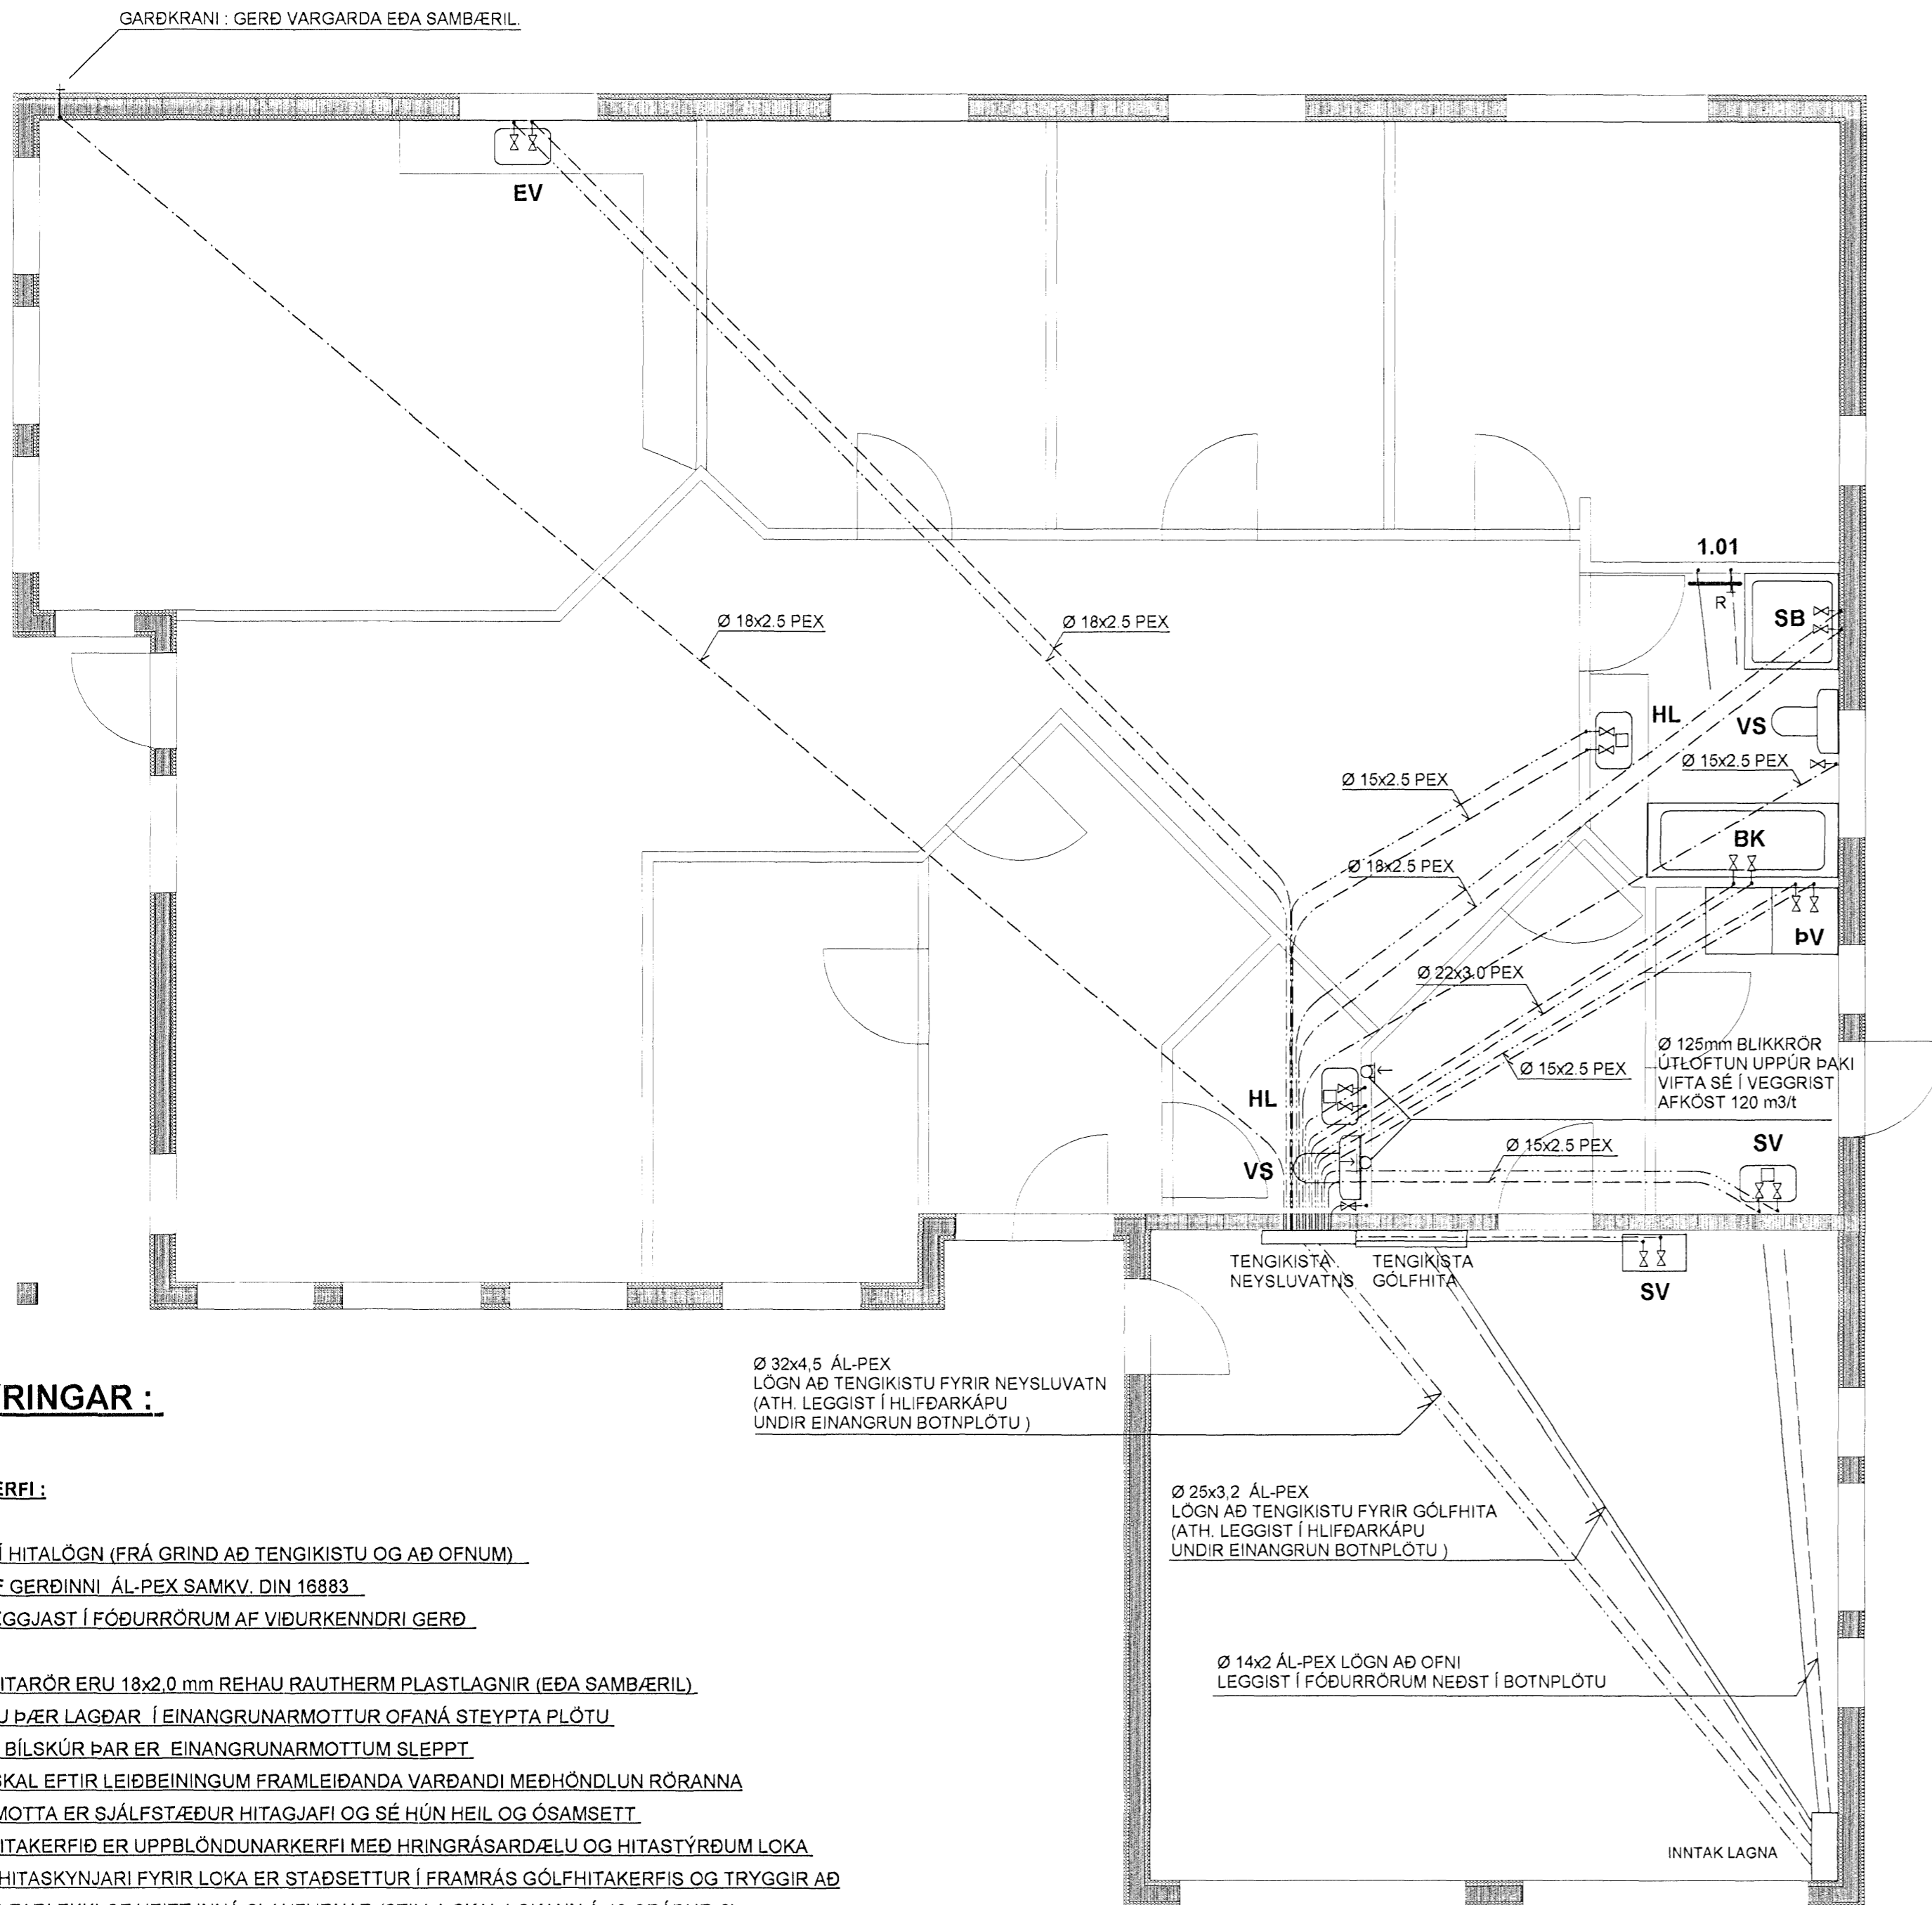 GARÐKRANI : GERÐ VARGARDA EÐA SAMBÆRIL.
EV
1.01
R
SB
Ø 18x2.5 PEX
Ø 18x2.5 PEX
HL
VS
Ø 15x2.5 PEX
Ø 15x2.5 PEX
BK
Ø 18x2.5 PEX
ÞV
Ø 22x3.0 PEX
Ø 125mm BLIKKRÖR
ÚTLOFTUN UPPÚR ÞAKI
VIFTA SÉ Í VEGGRIST
AFKÖST 120 m3/t
Ø 15x2.5 PEX
HL
Ø 15x2.5 PEX
SV
VS
TENGIKISTA
NEYSLUVATNS
TENGIKISTA
GÓLFHITA
SV
Ø 32x4,5 ÁL-PEX
LÖGN AÐ TENGIKISTU FYRIR NEYSLUVATN
(ATH. LEGGIST Í HLIFÐARKÁPU
UNDIR EINANGRUN BOTNPLÖTU )
Ø 25x3,2 ÁL-PEX
LÖGN AÐ TENGIKISTU FYRIR GÓLFHITA
(ATH. LEGGIST Í HLIFÐARKÁPU
UNDIR EINANGRUN BOTNPLÖTU )
Ø 14x2 ÁL-PEX LÖGN AÐ OFNI
LEGGIST Í FÓÐURRÖRUM NEÐST Í BOTNPLÖTU
INNTAK LAGNA
RINGAR :
ERFI :
Í HITALÖGN (FRÁ GRIND AÐ TENGIKISTU OG AÐ OFNUM)
F GERÐINNI ÁL-PEX SAMKV. DIN 16883
GGJAST Í FÓÐURRÖRUM AF VIÐURKENNDRI GERÐ
ITARÖR ERU 18x2,0 mm REHAU RAUTHERM PLASTLAGNIR (EÐA SAMBÆRIL)
U ÞÆR LAGÐAR Í EINANGRUNARMOTTUR OFANÁ STEYPTA PLÖTU
BÍLSKÚR ÞAR ER EINANGRUNARMOTTUM SLEPPT
SKAL EFTIR LEIÐBEININGUM FRAMLEIÐANDA VARÐANDI MEÐHÖNDLUN RÖRANNA
MOTTA ER SJÁLFSTÆÐUR HITAGJAFI OG SÉ HÚN HEIL OG ÓSAMSETT
ITAKERFIÐ ER UPPBLÖNDUNARKERFI MEÐ HRINGRÁSARDÆLU OG HITASTÝRÐUM LOKA
HITASKYNJARI FYRIR LOKA ER STAÐSETTUR Í FRAMRÁS GÓLFHITAKERFIS OG TRYGGIR AÐ